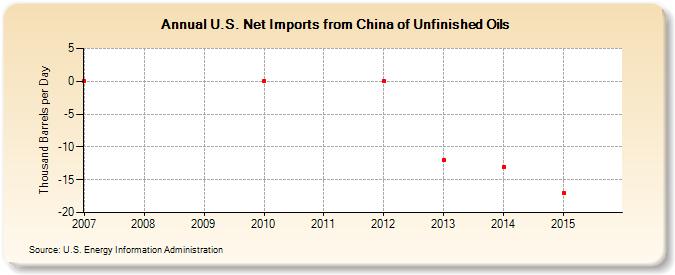 Annual U.S. Net Imports from China of Unfinished Oils
Thousand Barrels per Day
5
0
-5
-10
-15
-20
2007 2008 2009 2010 2011 2012 2013 2014 2015
Source: U.S. Energy Information Administration